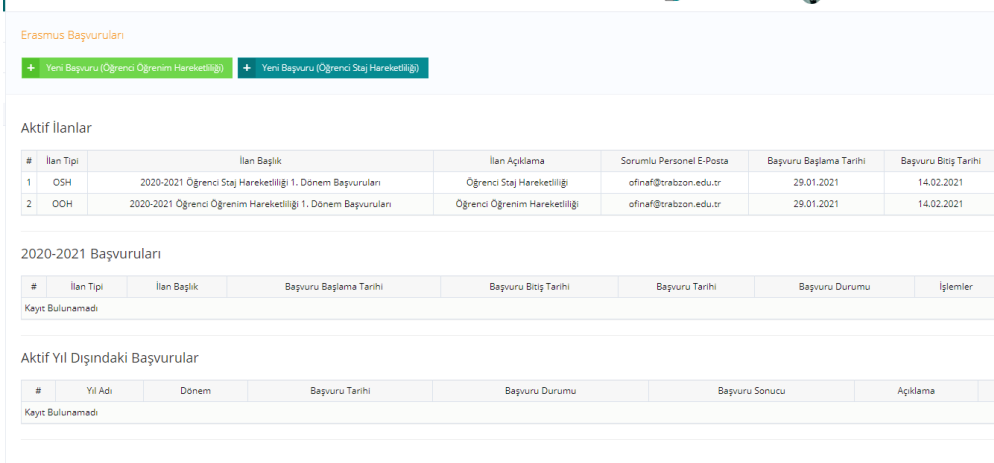 Erasmus Başvuruları
+ Yeni Başvuru (Öğrenci Öğrenim Hareketliliği) + Yeni Başvuru (Öğrenci Staj Hareketliliği)
Aktif İlanlar
# İlan Tipi İlan Başlık İlan Açıklama Sorumlu Personel E-Posta Başvuru Başlama Tarihi Başvuru Bitiş Tarihi
1 OSH 2020-2021 Öğrenci Staj Hareketliliği 1. Dönem Başvuruları Öğrenci Staj Hareketliliği ofinaf@trabzon.edu.tr 29.01.2021 14.02.2021
2 OOH 2020-2021 Öğrenci Öğrenim Hareketliliği 1. Dönem Başvuruları Öğrenci Öğrenim Hareketliliği ofinaf@trabzon.edu.tr 29.01.2021 14.02.2021
2020-2021 Başvuruları
# İlan Tipi İlan Başlık Başvuru Başlama Tarihi Başvuru Bitiş Tarihi Başvuru Tarihi Başvuru Durumu İşlemler
Kayıt Bulunamadı
Aktif Yıl Dışındaki Başvurular
# Yıl Adı Dönem Başvuru Tarihi Başvuru Durumu Başvuru Sonucu Açıklama
Kayıt Bulunamadı